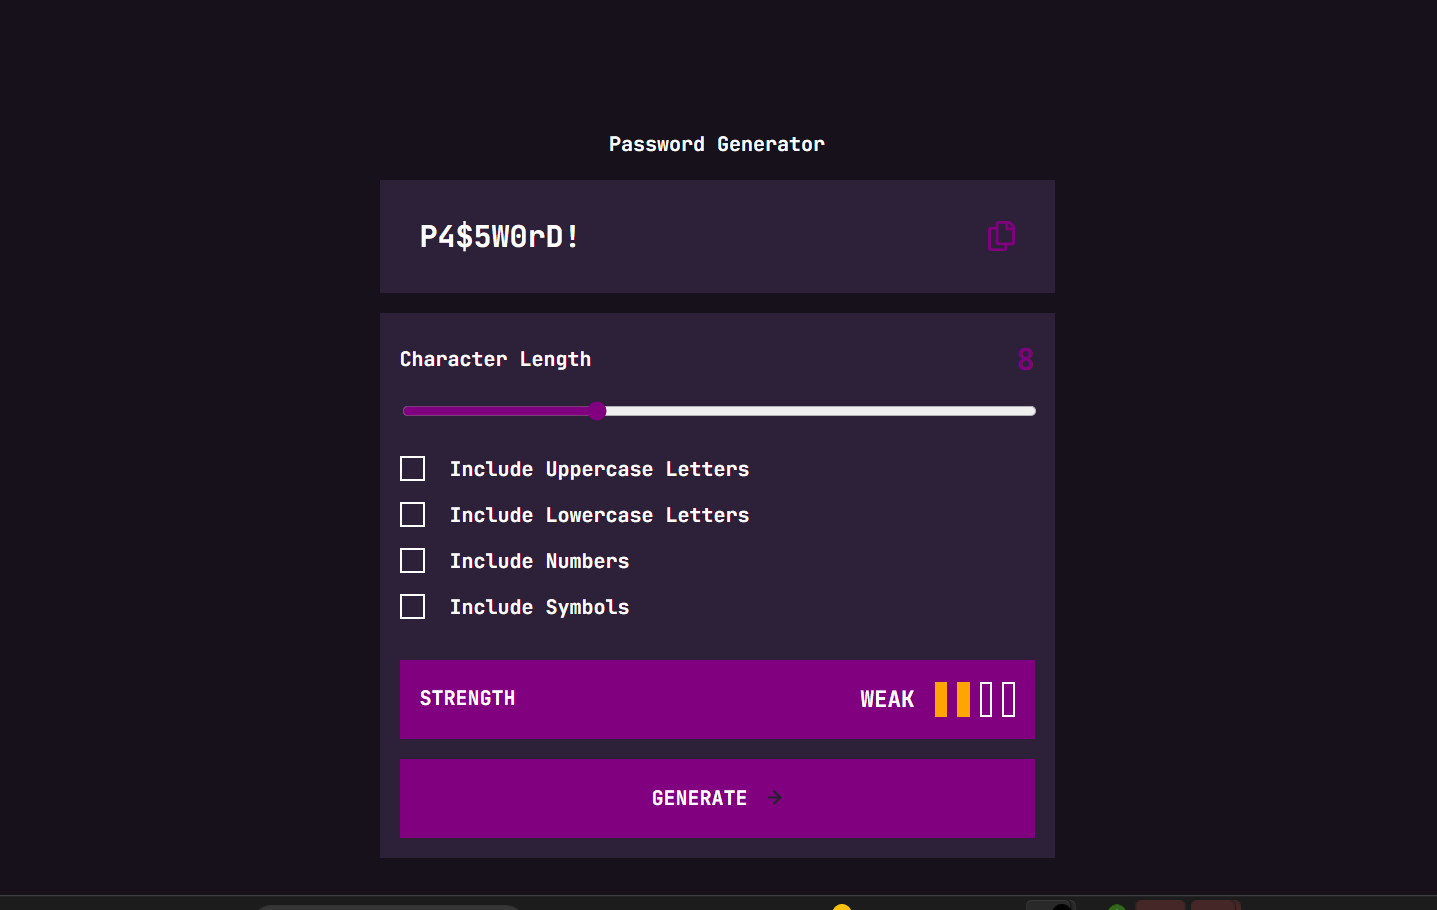 Password Generator
P4$5W0rD!
Character Length 8
Include Uppercase Letters
Include Lowercase Letters
Include Numbers
Include Symbols
STRENGTH WEAK
GENERATE →